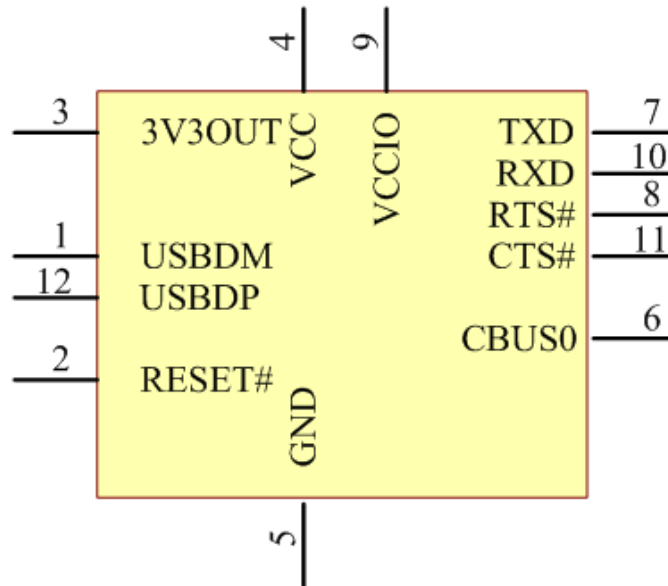 4
9
3
3V3OUT
VCC
VCCIO
TXD
7
RXD
10
RTS#
8
1
USBDM
CTS#
11
12
USBDP
CBUS0
6
2
RESET#
GND
5